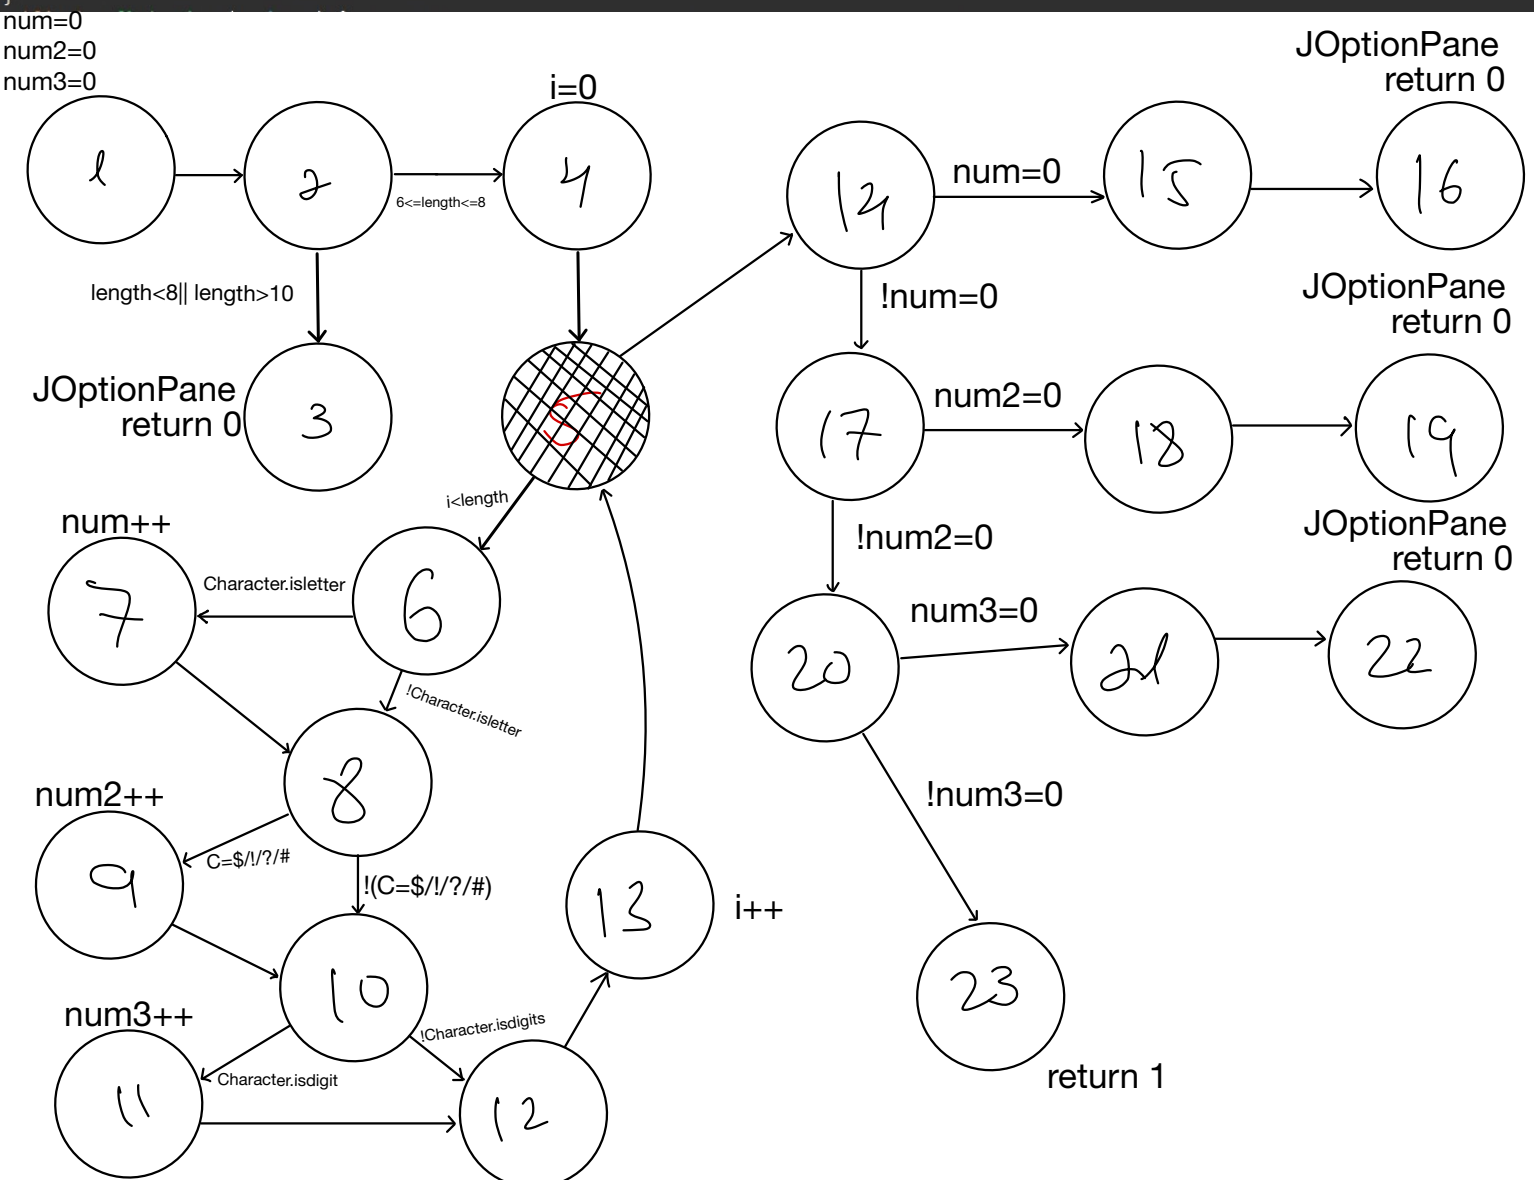 num=0
num2=0
num3=0
i=0
JOptionPane
return 0
1
2
4
6<=length<=8
14
num=0
15
16
length<8|| length>10
!num=0
JOptionPane
return 0
JOptionPane
return 0
3
5
17
num2=0
18
19
i<length
num++
!num2=0
JOptionPane
return 0
7
Character.isletter
6
!Character.isletter
20
num3=0
21
22
num2++
8
9
C=$/!/?/#
!(C=$/!/?/#)
!num3=0
13
i++
num3++
10
!Character.isdigits
23
11
Character.isdigit
12
return 1